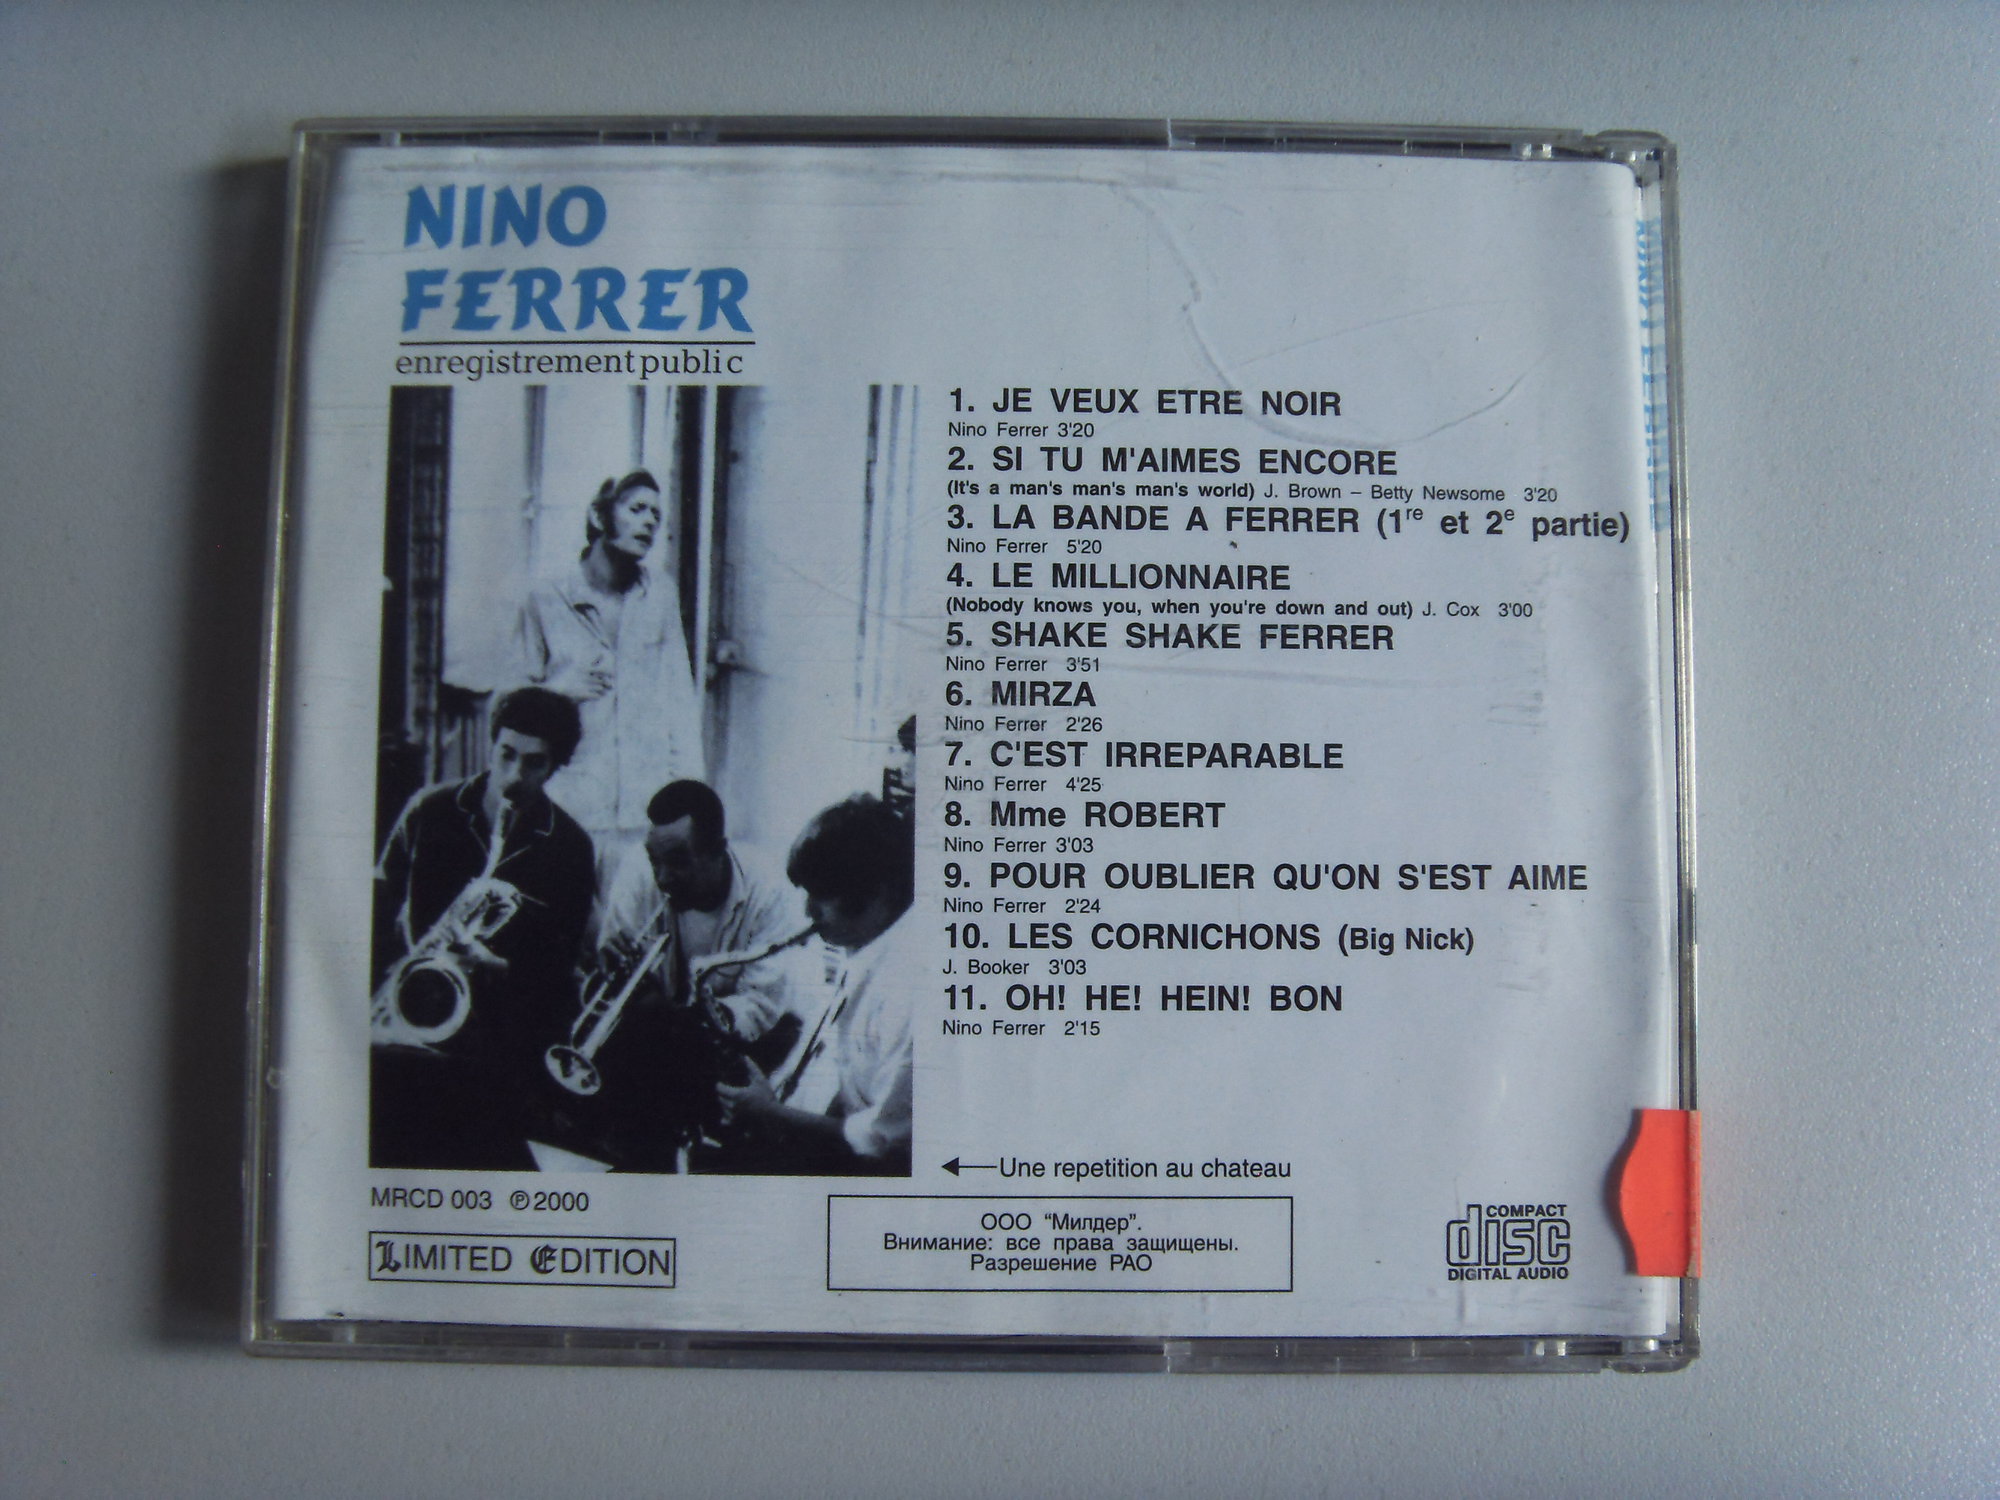 NINO
FERRER
enregistrement public
1. JE VEUX ETRE NOIR
Nino Ferrer 3'20
2. SI TU M'AIMES ENCORE
(It's a man's man's man's world) J. Brown – Betty Newsome 3'20
3. LA BANDE A FERRER (1re et 2e partie)
Nino Ferrer 5'20
4. LE MILLIONNAIRE
(Nobody knows you, when you're down and out) J. Cox 3'00
5. SHAKE SHAKE FERRER
Nino Ferrer 3'51
6. MIRZA
Nino Ferrer 2'26
7. C'EST IRREPARABLE
Nino Ferrer 4'25
8. Mme ROBERT
Nino Ferrer 3'03
9. POUR OUBLIER QU'ON S'EST AIME
Nino Ferrer 2'24
10. LES CORNICHONS (Big Nick)
J. Booker 3'03
11. OH! HE! HEIN! BON
Nino Ferrer 2'15
Une repetition au chateau
MRCD 003 ℗ 2000
LIMITED EDITION
ООО “Милдер”.
Внимание: все права защищены.
Разрешение РАО
COMPACT
disc
DIGITAL AUDIO